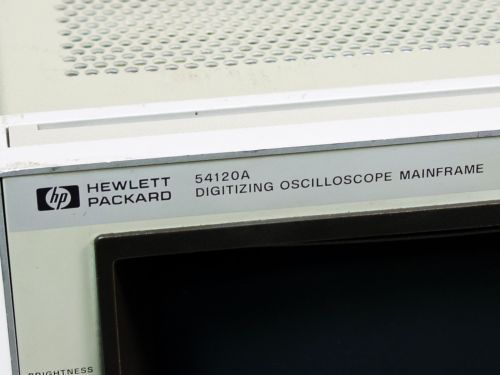 hp HEWLETT
PACKARD
54120A
DIGITIZING OSCILLOSCOPE MAINFRAME
BRIGHTNESS